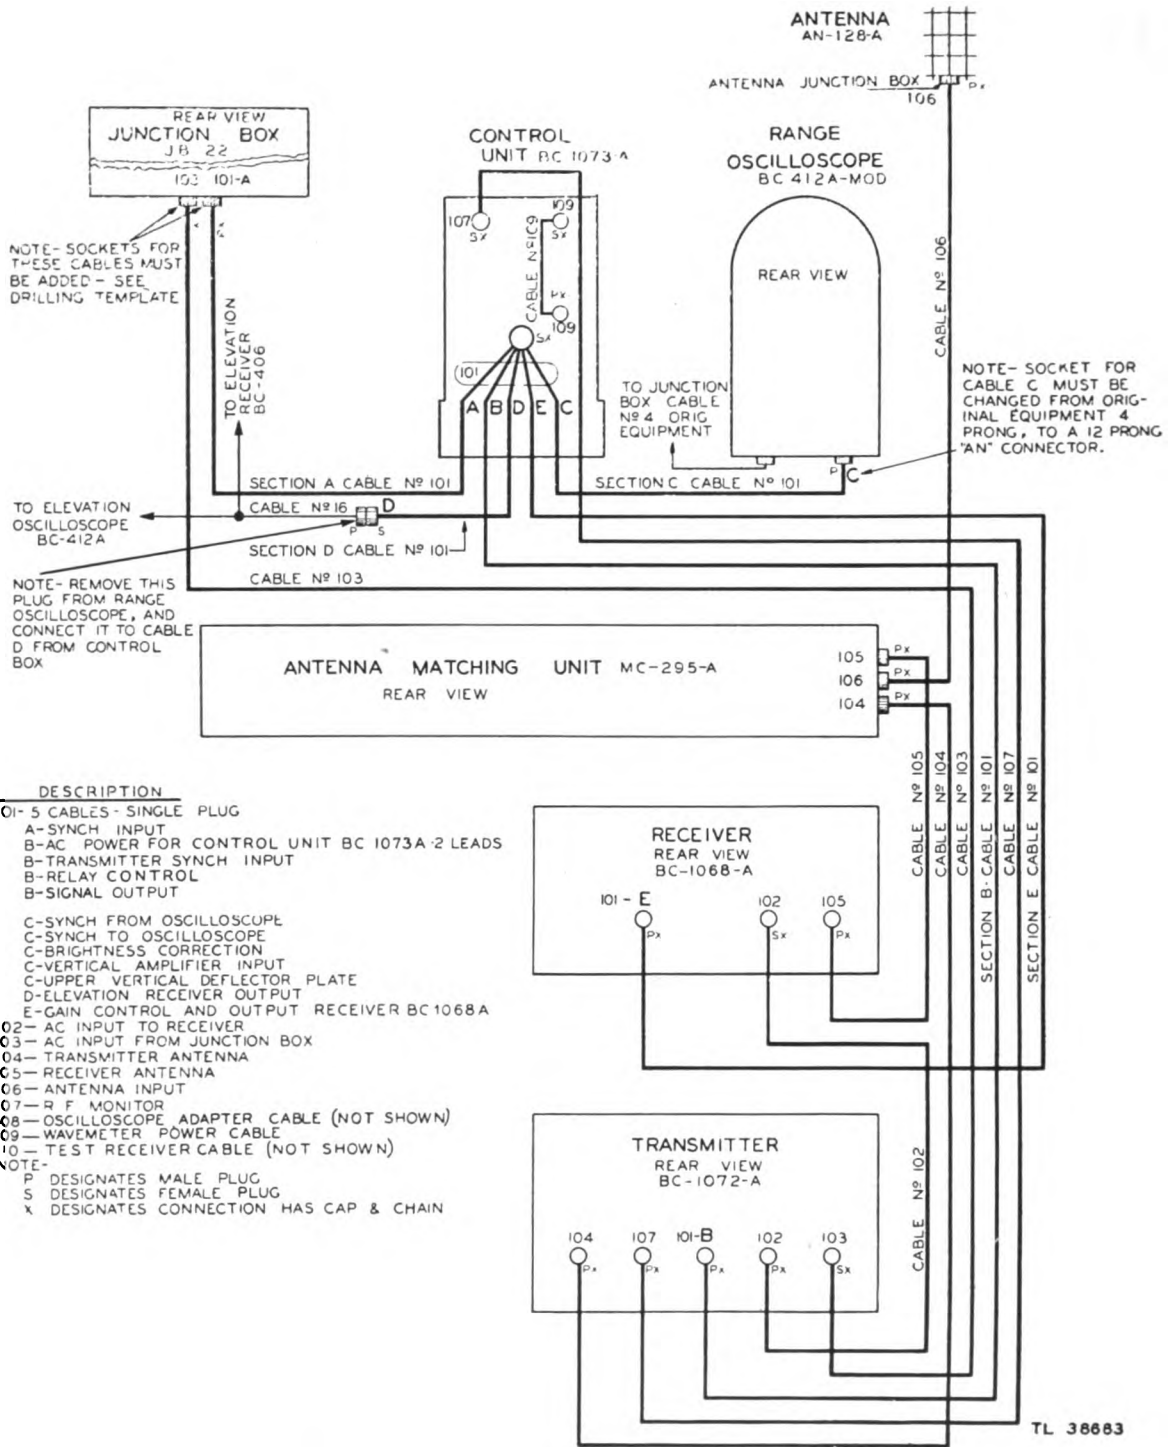 ANTENNA
AN-128-A
ANTENNA JUNCTION BOX
106
Px
REAR VIEW
JUNCTION BOX
JB 22
103 101-A
Px
NOTE- SOCKETS FOR
THESE CABLES MUST
BE ADDED - SEE
DRILLING TEMPLATE
CONTROL
UNIT BC 1073-A
107
Sx
109
Sx
CABLE Nº 109
Px
109
Sx
101
A B D E C
RANGE
OSCILLOSCOPE
BC 412A-MOD
REAR VIEW
P
C
CABLE Nº 106
NOTE- SOCKET FOR
CABLE C MUST BE
CHANGED FROM ORIG-
INAL EQUIPMENT 4
PRONG, TO A 12 PRONG
"AN" CONNECTOR.
TO ELEVATION
RECEIVER
BC-406
TO JUNCTION
BOX CABLE
Nº 4 ORIG
EQUIPMENT
SECTION A CABLE Nº 101
SECTION C CABLE Nº 101
TO ELEVATION
OSCILLOSCOPE
BC-412A
CABLE Nº 16
D
P S
SECTION D CABLE Nº 101
CABLE Nº 103
NOTE- REMOVE THIS
PLUG FROM RANGE
OSCILLOSCOPE, AND
CONNECT IT TO CABLE
D FROM CONTROL
BOX
ANTENNA MATCHING UNIT MC-295-A
REAR VIEW
105 Px
106
104 Px
CABLE Nº 105
CABLE Nº 104
CABLE Nº 103
SECTION B-CABLE Nº 101
CABLE Nº 107
SECTION E CABLE Nº 101
DESCRIPTION
01- 5 CABLES - SINGLE PLUG
A-SYNCH INPUT
B-AC POWER FOR CONTROL UNIT BC 1073A-2 LEADS
B-TRANSMITTER SYNCH INPUT
B-RELAY CONTROL
B-SIGNAL OUTPUT
C-SYNCH FROM OSCILLOSCOPE
C-SYNCH TO OSCILLOSCOPE
C-BRIGHTNESS CORRECTION
C-VERTICAL AMPLIFIER INPUT
C-UPPER VERTICAL DEFLECTOR PLATE
D-ELEVATION RECEIVER OUTPUT
E-GAIN CONTROL AND OUTPUT RECEIVER BC 1068A
02— AC INPUT TO RECEIVER
03— AC INPUT FROM JUNCTION BOX
04— TRANSMITTER ANTENNA
05— RECEIVER ANTENNA
06— ANTENNA INPUT
07— R F MONITOR
08— OSCILLOSCOPE ADAPTER CABLE (NOT SHOWN)
09— WAVEMETER POWER CABLE
10— TEST RECEIVER CABLE (NOT SHOWN)
NOTE-
P DESIGNATES MALE PLUG
S DESIGNATES FEMALE PLUG
X DESIGNATES CONNECTION HAS CAP & CHAIN
RECEIVER
REAR VIEW
BC-1068-A
101 - E 102 105
Px Sx Px
TRANSMITTER
REAR VIEW
BC-1072-A
104 107 101-B 102 103
Px Px Px Px Sx
CABLE Nº 102
TL 38683